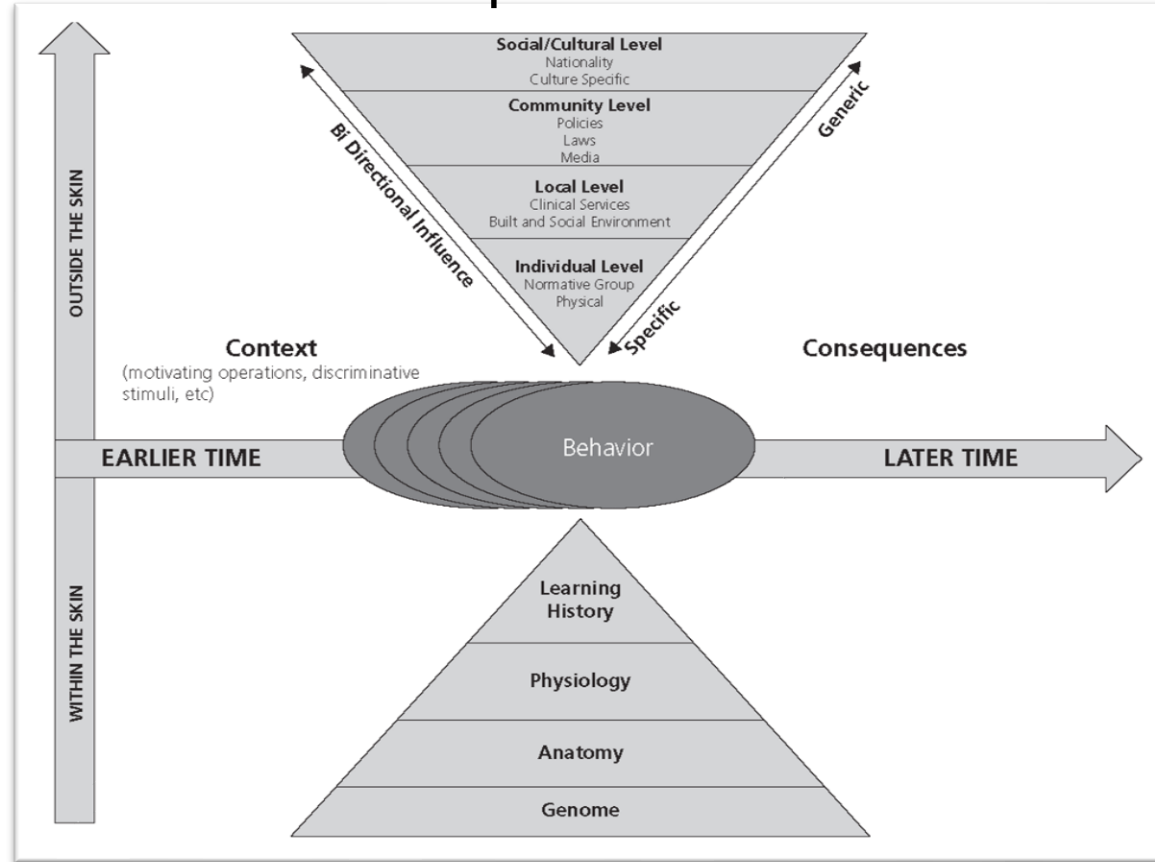 Social/Cultural Level
Nationality
Culture Specific
Community Level
Policies
Laws
Media
Local Level
Clinical Services
Built and Social Environment
Individual Level
Normative Group
Physical
Bi Directional Influence
Generic
Specific
OUTSIDE THE SKIN
Context
(motivating operations, discriminative
stimuli, etc)
Consequences
EARLIER TIME
Behavior
LATER TIME
WITHIN THE SKIN
Learning
History
Physiology
Anatomy
Genome